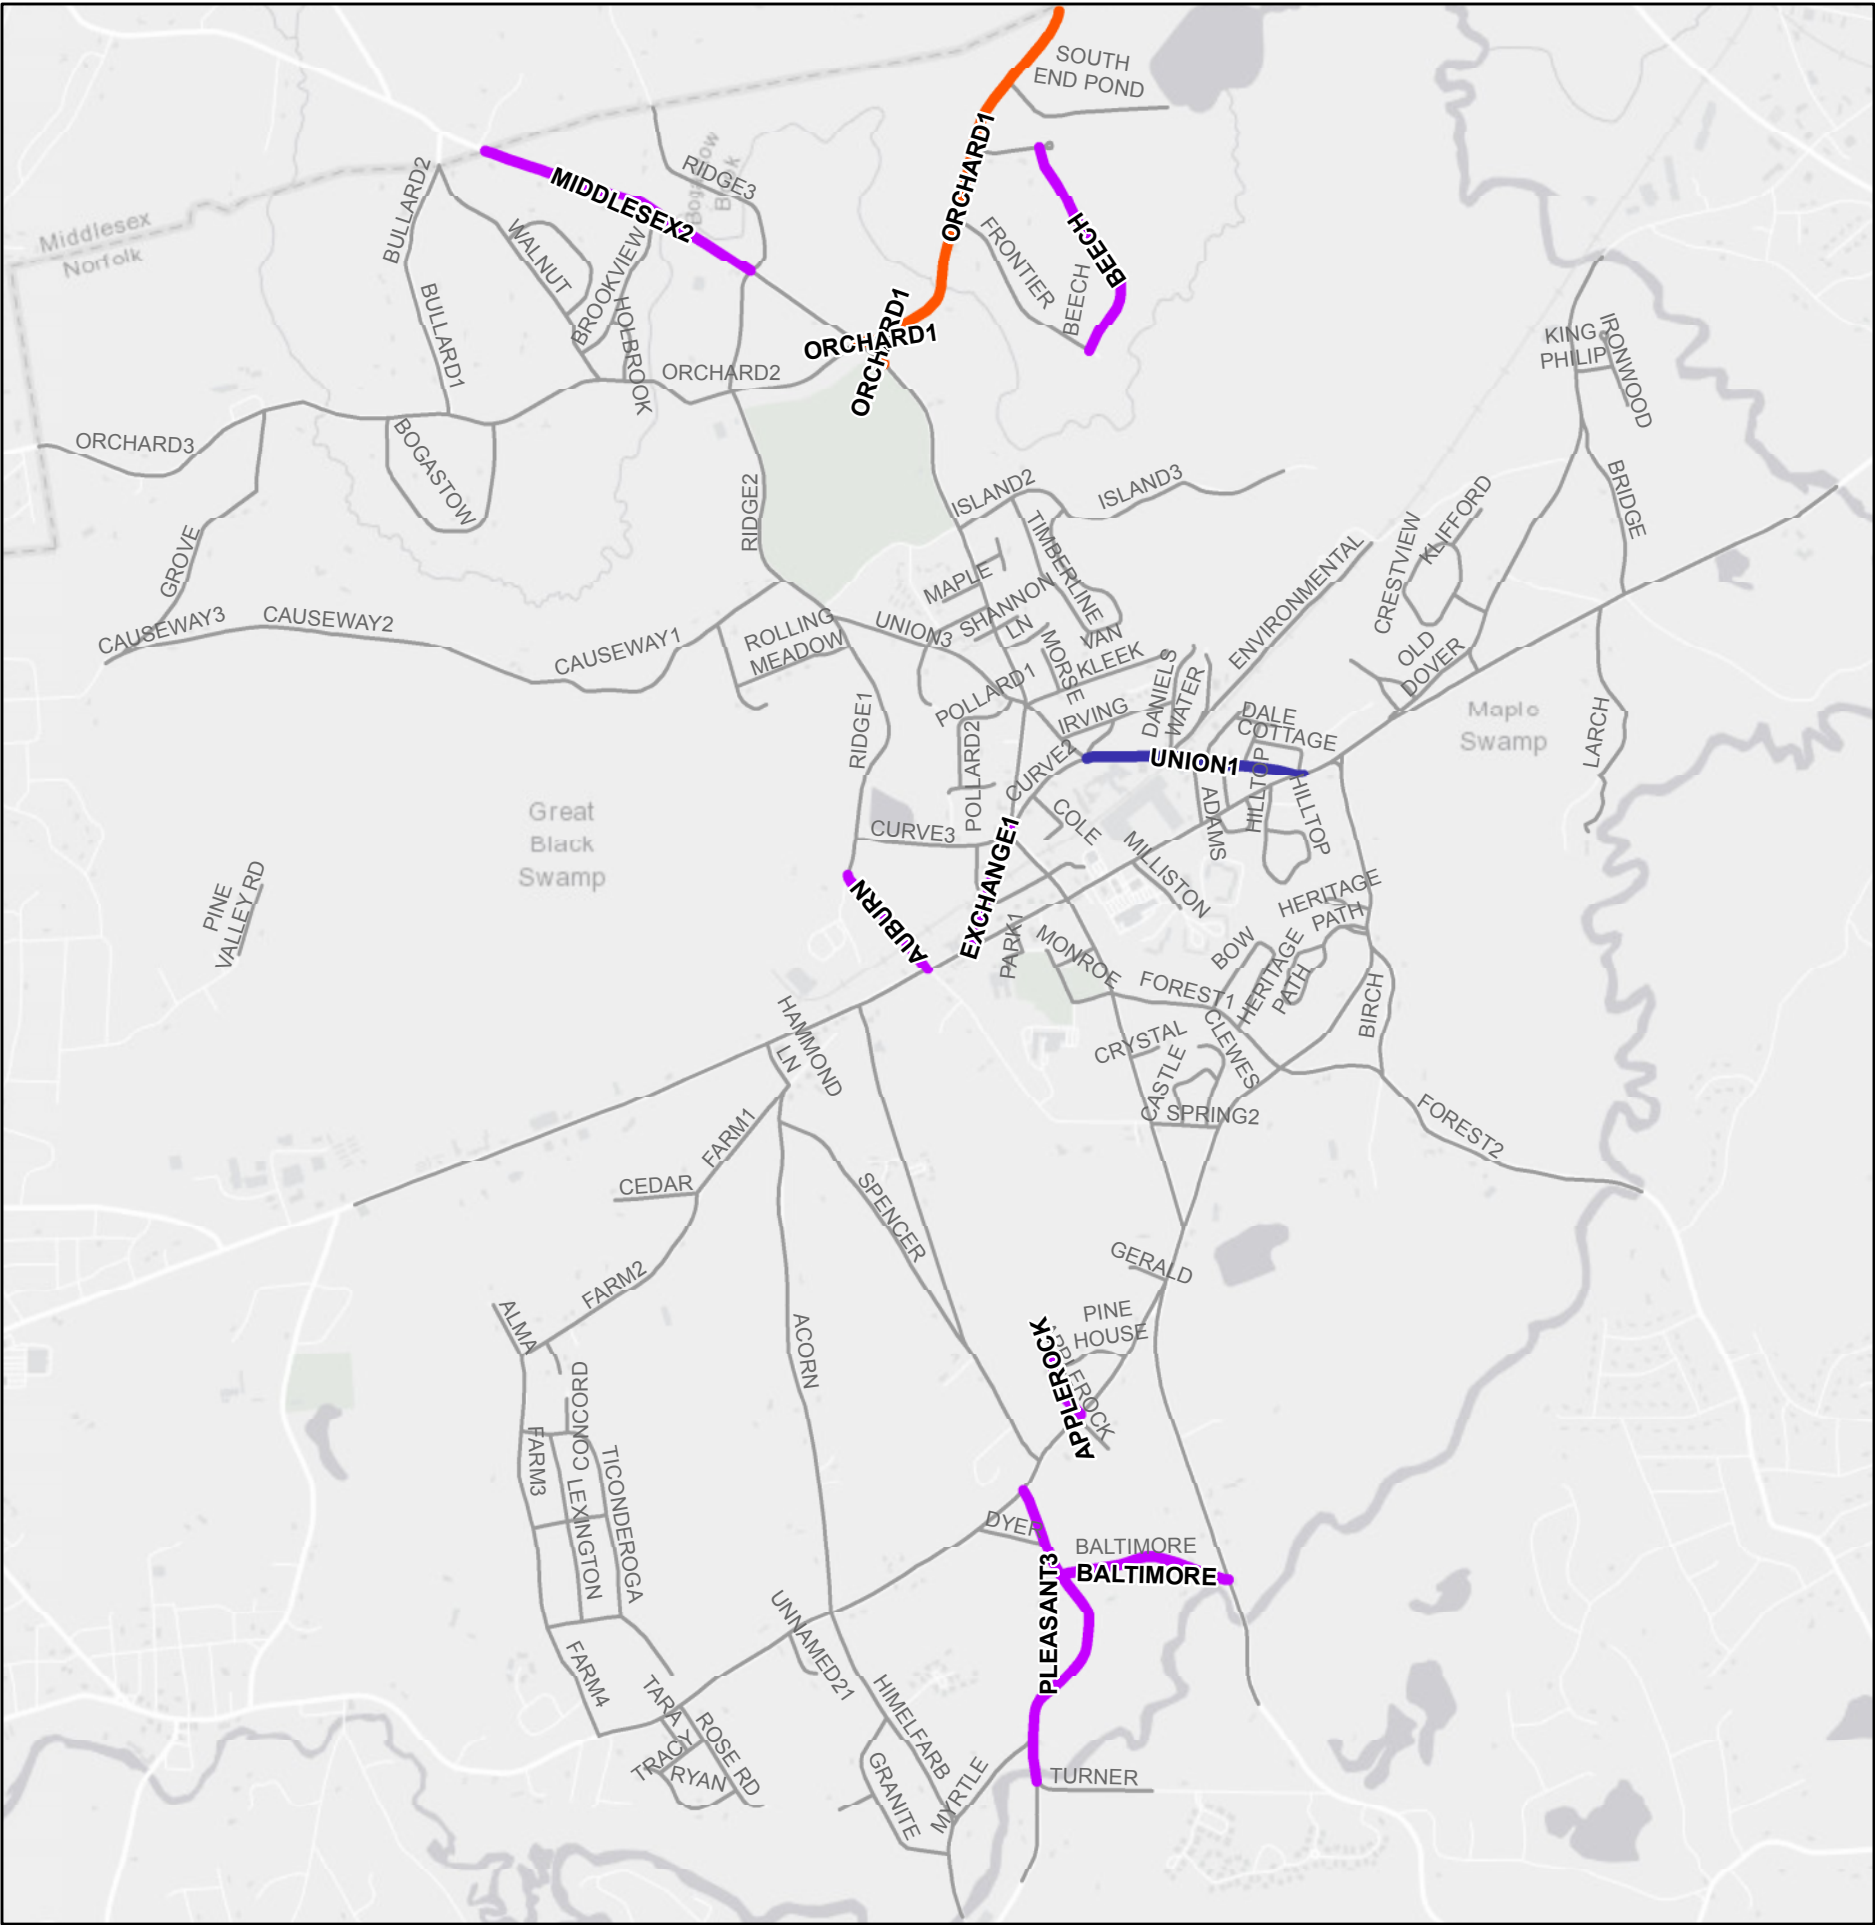 SOUTH
END POND
ORCHARD1
RIDGE3
Bogastow
Brook
BULLARD2
MIDDLESEX2
Middlesex
Norfolk
WALNUT
BROOKVIEW
FRONTIER
BEECH
BEECH
BULLARD1
HOLBROOK
ORCHARD1
ORCHARD1
ORCHARD2
KING
PHILIP
IRONWOOD
ORCHARD3
BOGASTOW
RIDGE2
ISLAND2
ISLAND3
BRIDGE
KLIFFORD
CRESTVIEW
TIMBERLINE
ENVIRONMENTAL
GROVE
MAPLE
SHANNON
LN
CAUSEWAY3
CAUSEWAY2
CAUSEWAY1
ROLLING
MEADOW
UNION3
MORSE
VAN
KLEEK
OLD
DOVER
POLLARD1
IRVING
DANIELS
WATER
DALE
COTTAGE
Maple
Swamp
LARCH
RIDGE1
POLLARD2
POLLARD
CURVE2
UNION1
HILLTOP
HILLTOP
ADAMS
COLE
CURVE3
Great
Black
Swamp
MILLISTON
EXCHANGE1
AUBURN
PINE
VALLEY RD
HERITAGE
PATH
PARK1
MONROE
BOW
HERITAGE
PATH
FOREST1
BIRCH
HAMMOND
LN
CRYSTAL
CLEWES
CASTLE
SPRING2
FOREST2
FARM1
CEDAR
SPENCER
GERALD
FARM2
ALMA
ACORN
PINE
HOUSE
APPLEROCK
APPLEROCK
CONCORD
FARM3
LEXINGTON
TICONDEROGA
DYER
BALTIMORE
BALTIMORE
PLEASANT3
UNNAMED21
FARM4
TARA
ROSE RD
TRACY
RYAN
HIMELFARB
GRANITE
MYRTLE
TURNER